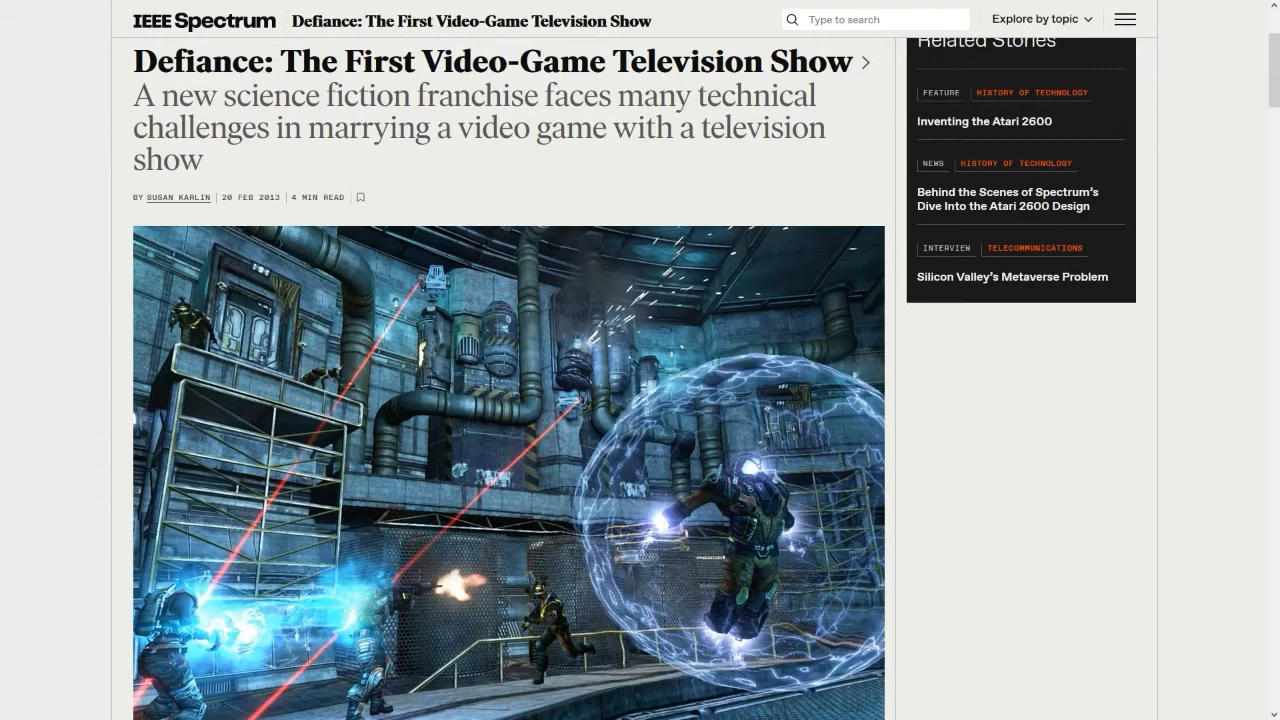 IEEE Spectrum
Defiance: The First Video-Game Television Show
Type to search
Explore by topic
Defiance: The First Video-Game Television Show
A new science fiction franchise faces many technical
challenges in marrying a video game with a television
show
BY SUSAN KARLIN 20 FEB 2013 4 MIN READ
Related Stories
FEATURE HISTORY OF TECHNOLOGY
Inventing the Atari 2600
NEWS HISTORY OF TECHNOLOGY
Behind the Scenes of Spectrum's
Dive Into the Atari 2600 Design
INTERVIEW TELECOMMUNICATIONS
Silicon Valley's Metaverse Problem